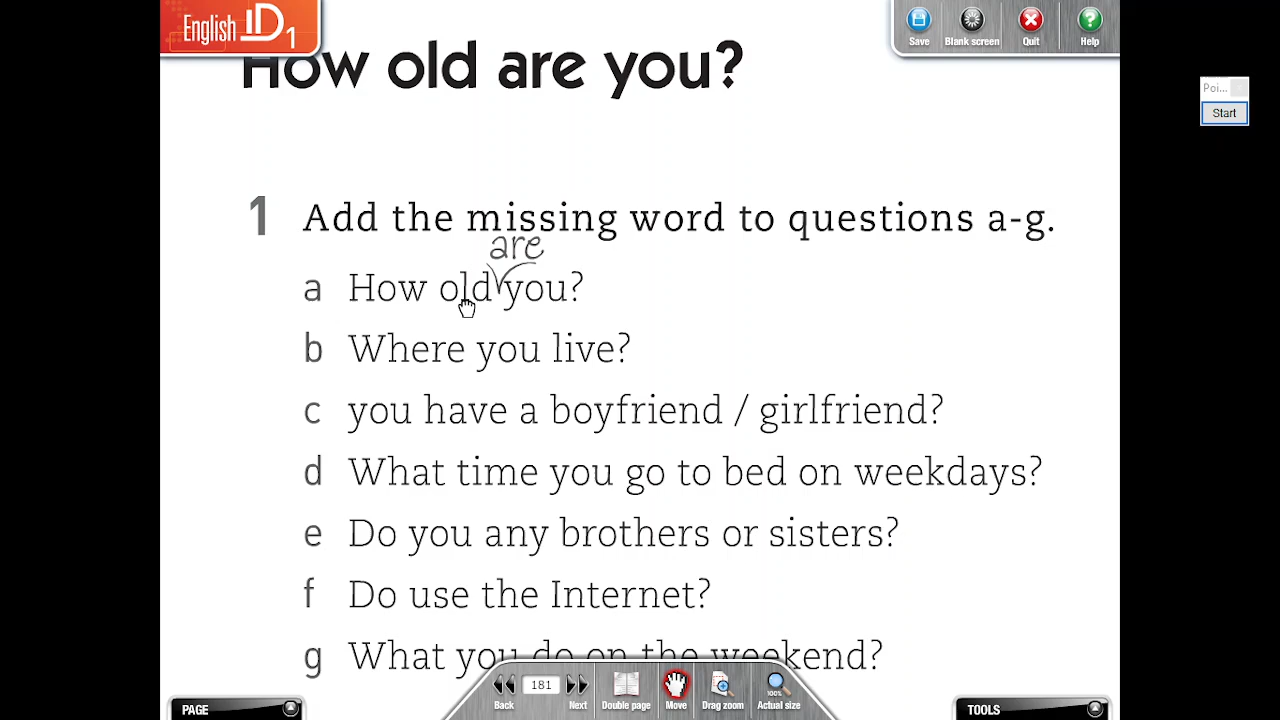 English ID 1
Save
Blank screen
Quit
Help
Poi...
Start
How old are you?
1 Add the missing word to questions a-g.
are
a How old you?
b Where you live?
c you have a boyfriend / girlfriend?
d What time you go to bed on weekdays?
e Do you any brothers or sisters?
f Do use the Internet?
g What you do on the weekend?
181
100%
Back
Next
Double page
Move
Drag zoom
Actual size
PAGE
TOOLS